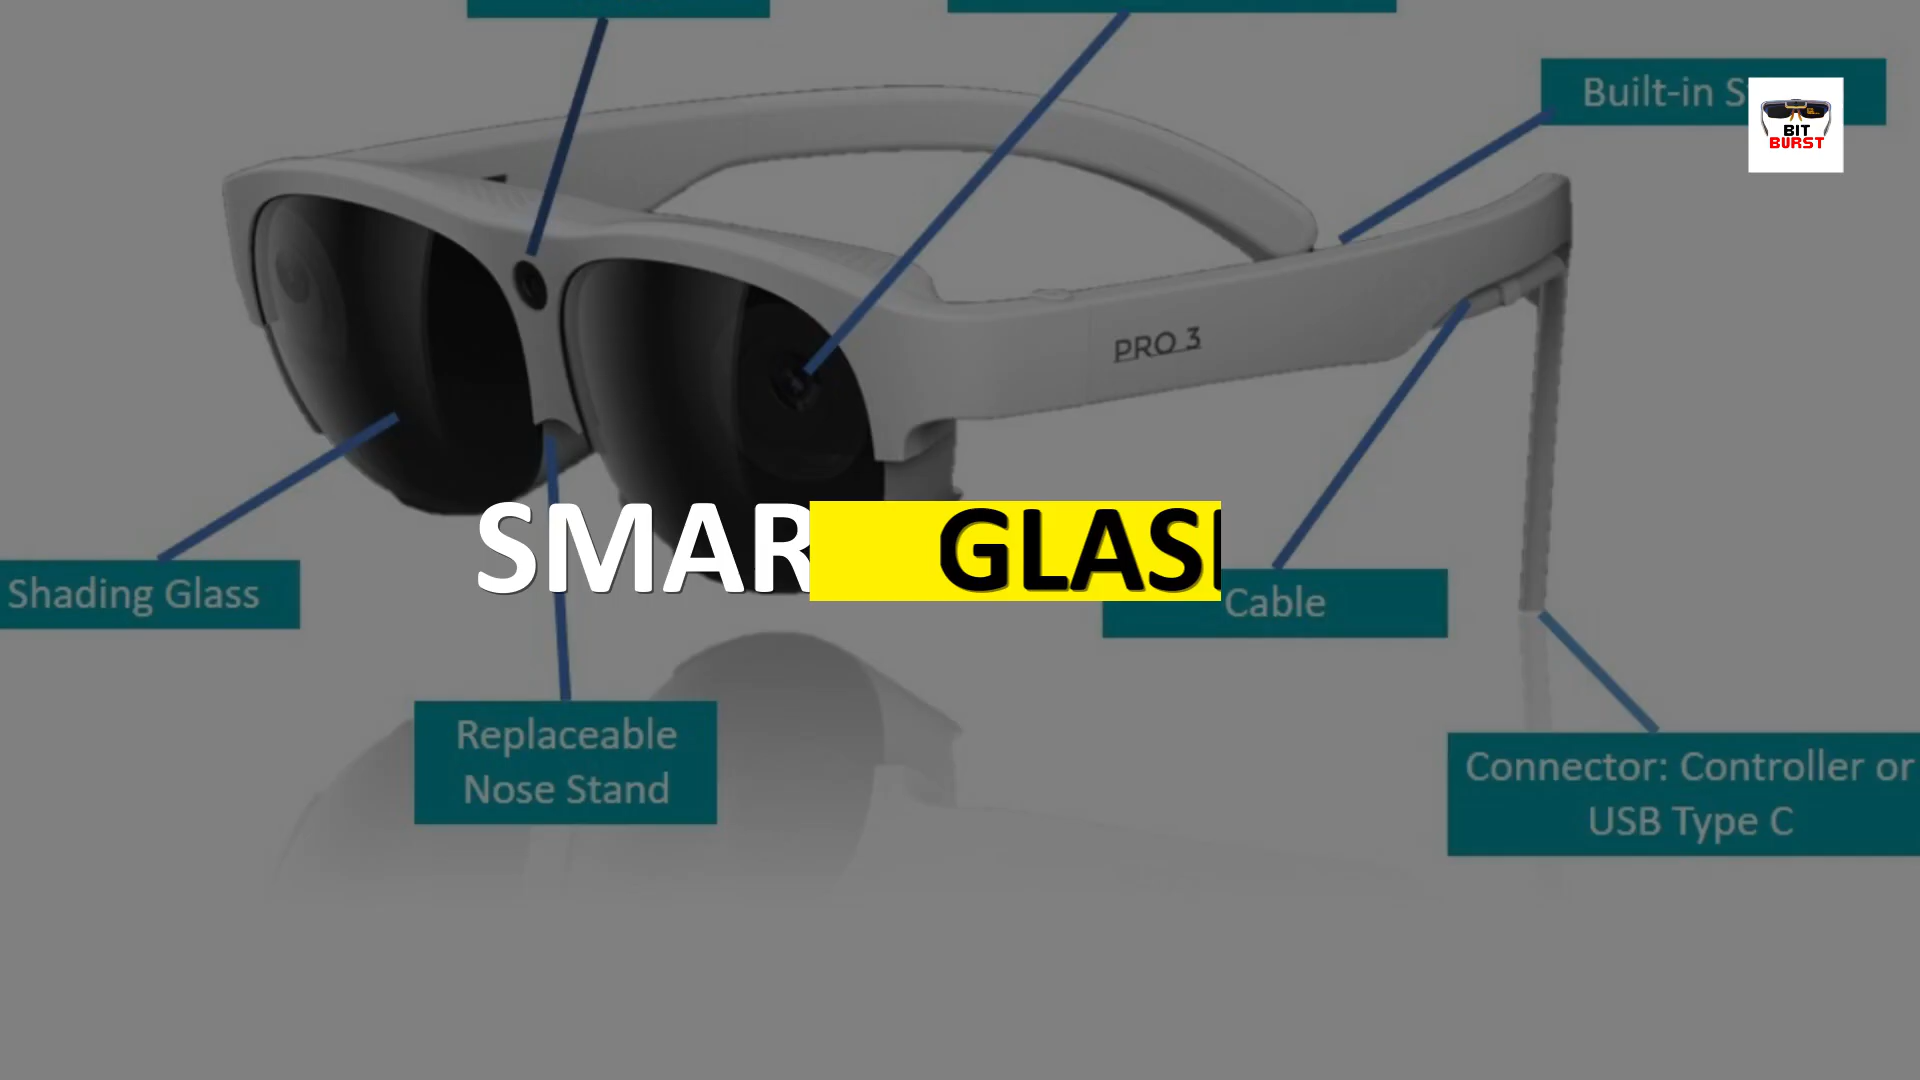 Built-in
BIT
BURST
PRO 3
SMAR GLAS
Shading Glass
Cable
Replaceable
Nose Stand
Connector: Controller or
USB Type C